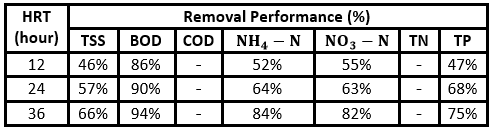 HRT (hour) Removal Performance (%)
TSS BOD COD NH₄ − N NO₃ − N TN TP
12 46% 86% - 52% 55% - 47%
24 57% 90% - 64% 63% - 68%
36 66% 94% - 84% 82% - 75%